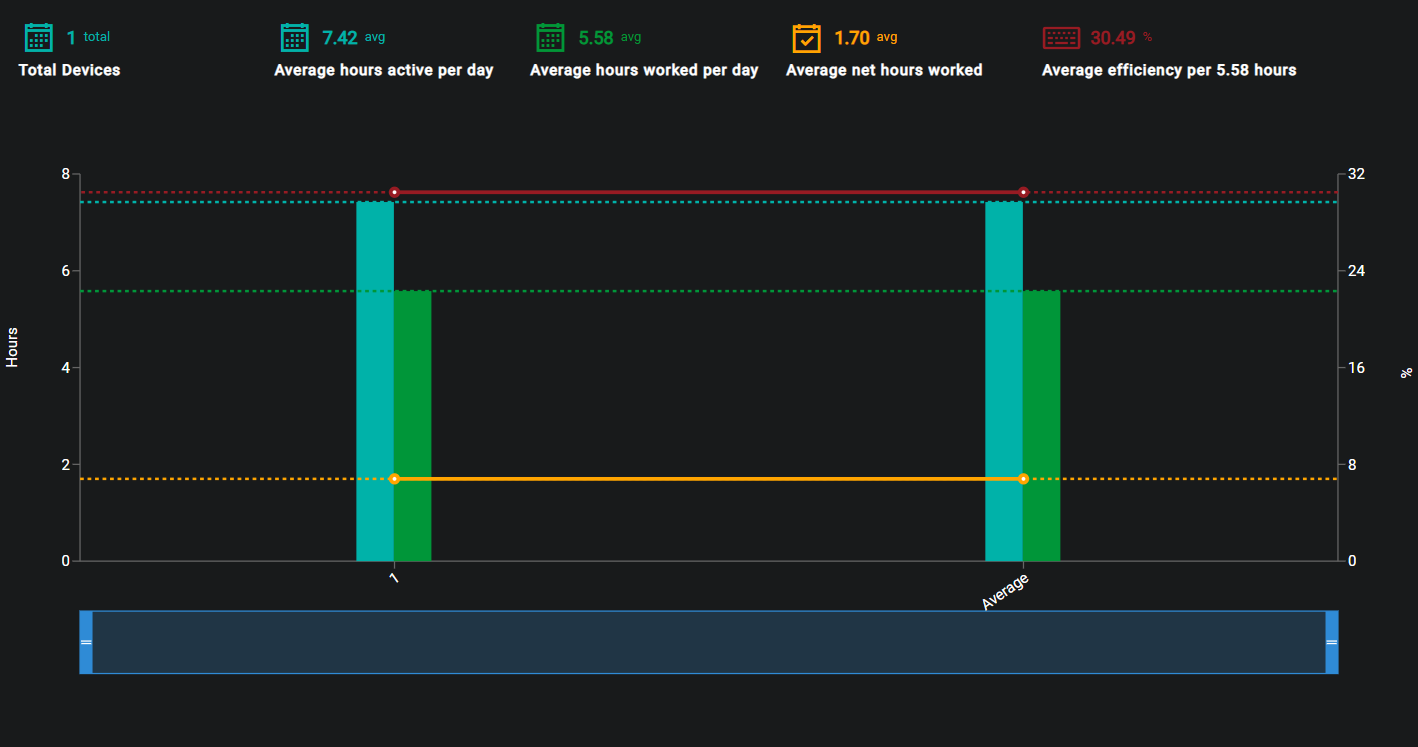 1 total
Total Devices
7.42 avg
Average hours active per day
5.58 avg
Average hours worked per day
1.70 avg
Average net hours worked
30.49 %
Average efficiency per 5.58 hours
8
6
4
2
0
Hours
32
24
16
8
0
%
1
Average